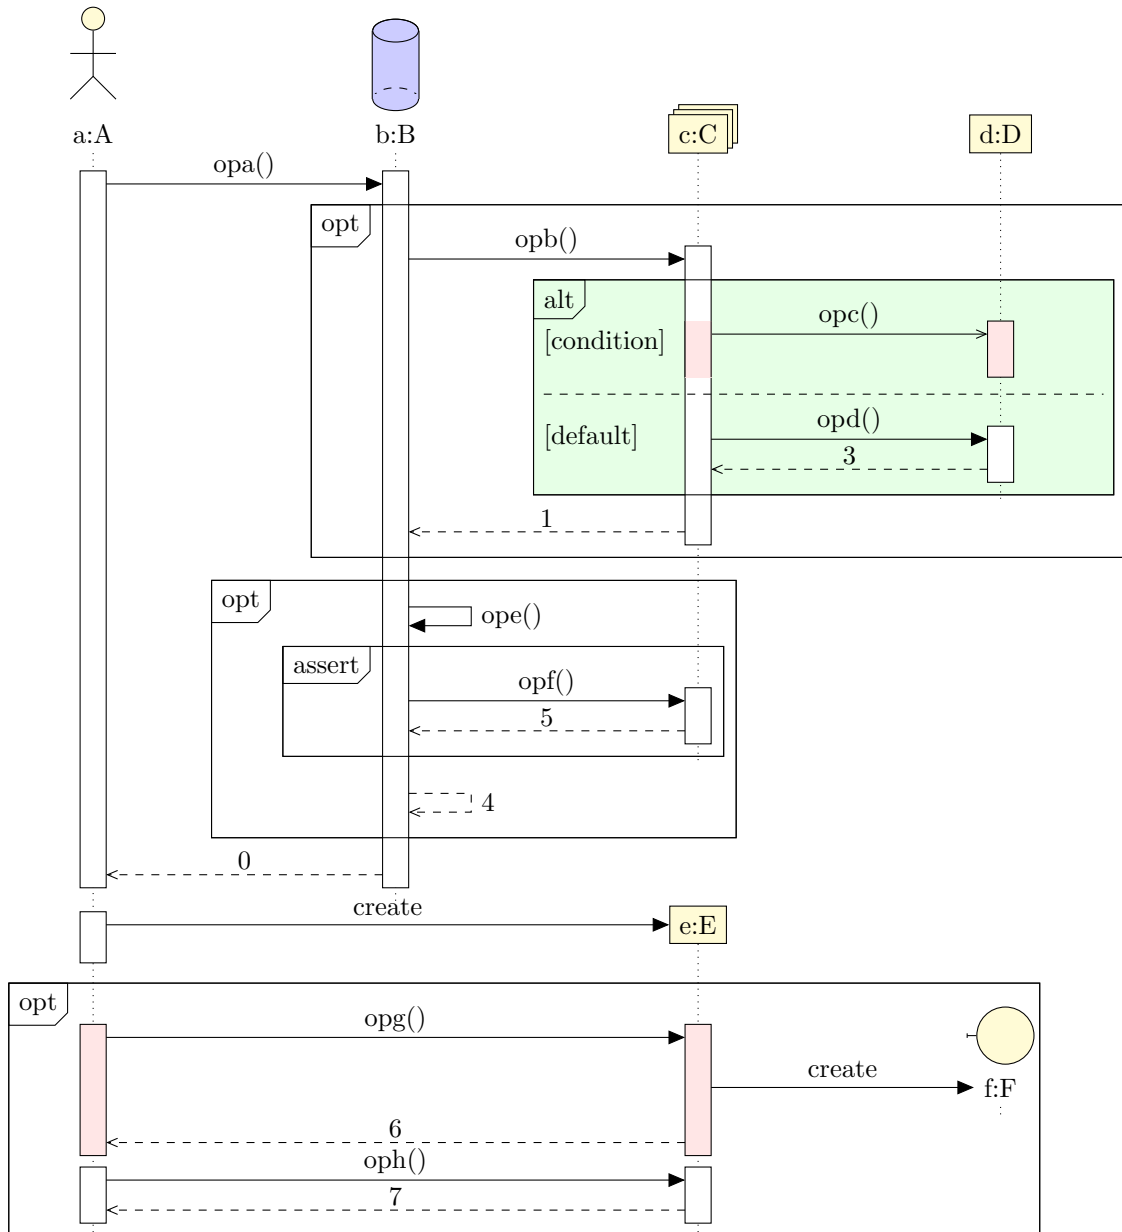 a:A
b:B
c:C
d:D
opa()
opt
opb()
alt
opc()
[condition]
opd()
[default]
3
1
opt
ope()
assert
opf()
5
4
0
create
e:E
opt
opg()
create
f:F
6
oph()
7